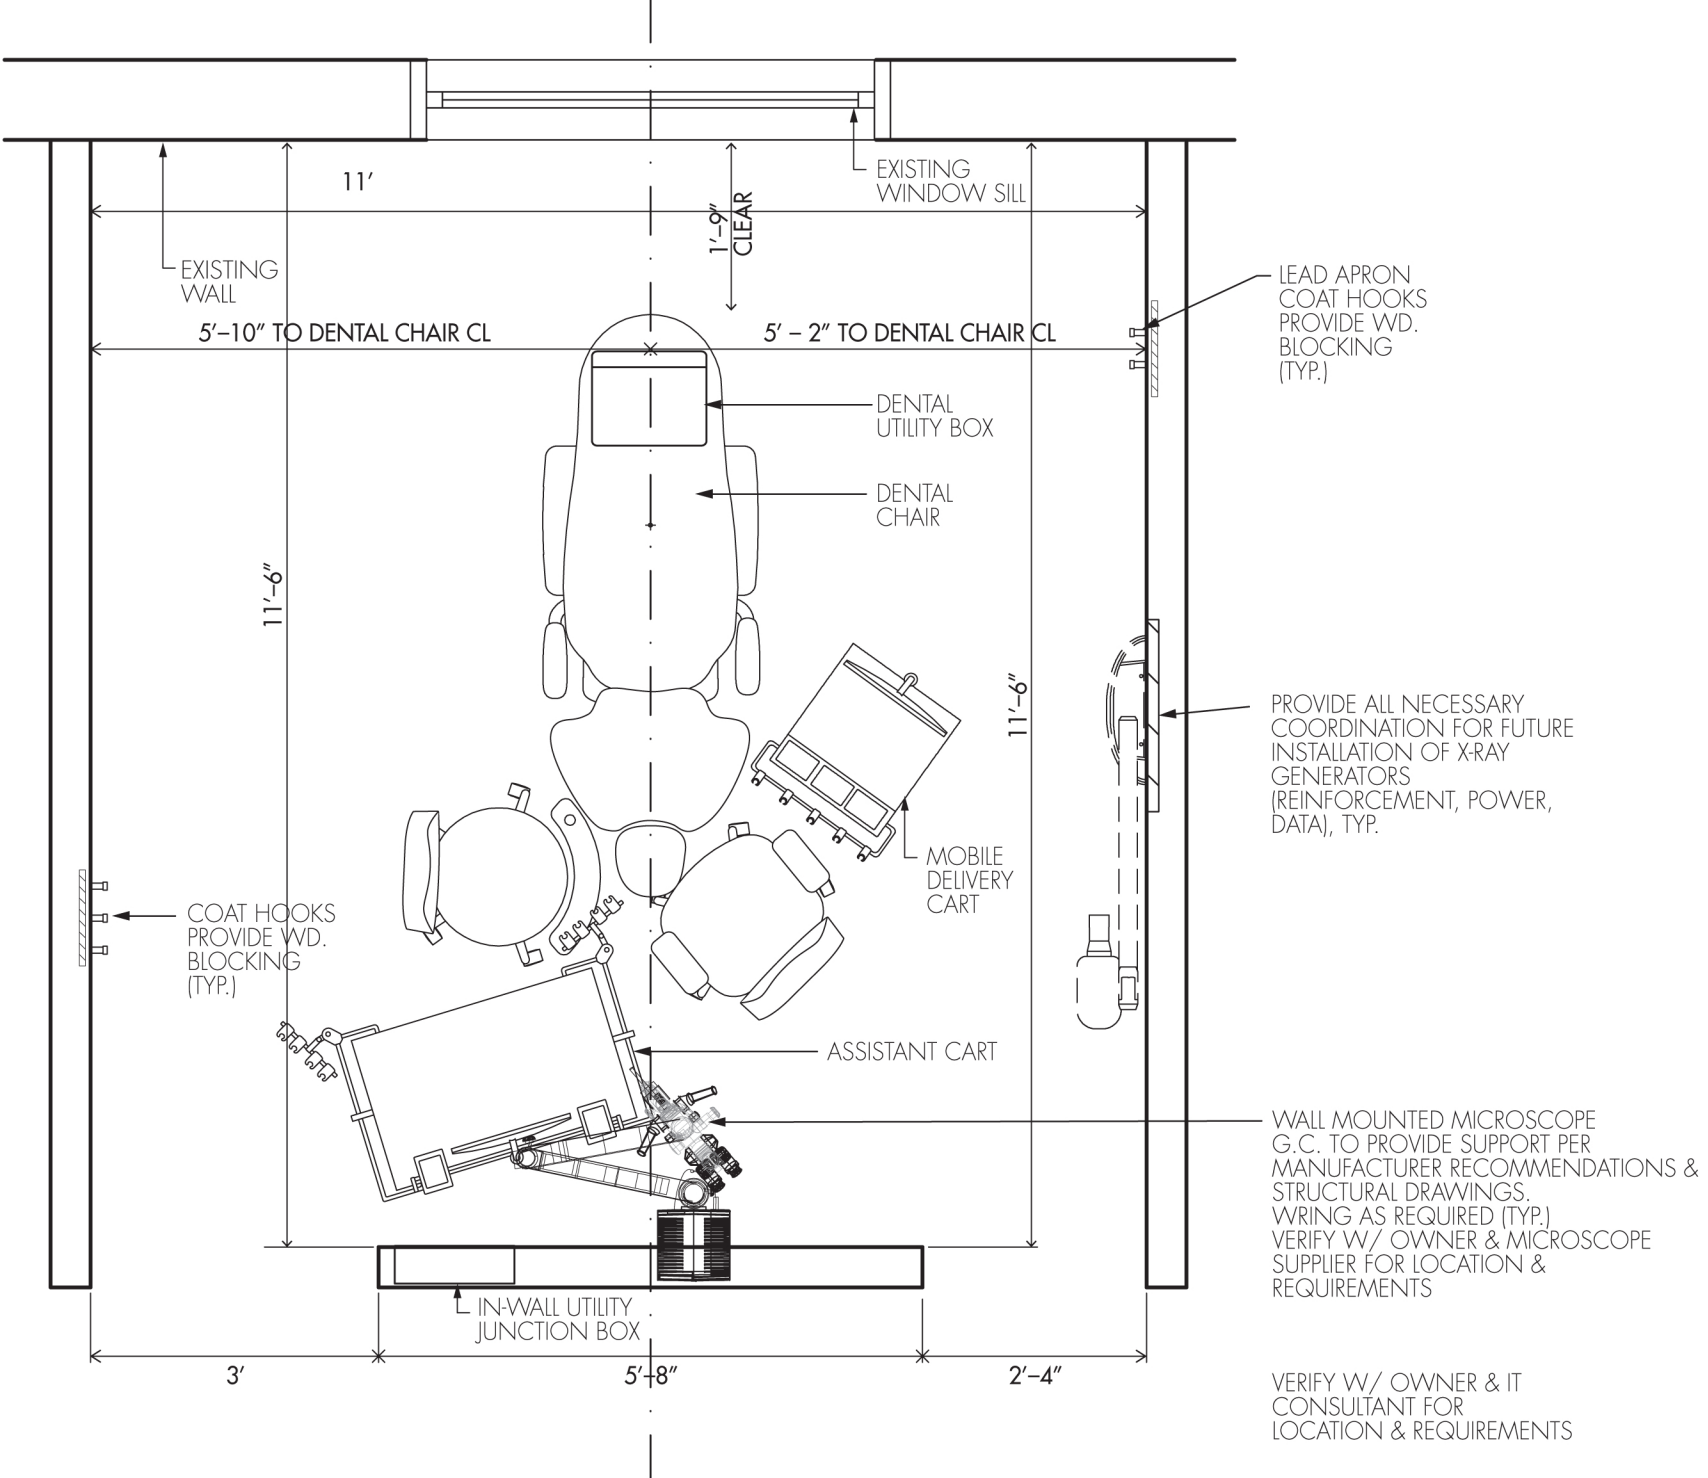 11'
EXISTING
WINDOW SILL
1'–9"
CLEAR
EXISTING
WALL
LEAD APRON
COAT HOOKS
PROVIDE WD.
BLOCKING
(TYP.)
5'–10" TO DENTAL CHAIR CL
5' – 2" TO DENTAL CHAIR CL
DENTAL
UTILITY BOX
DENTAL
CHAIR
11'–6"
11'–6"
PROVIDE ALL NECESSARY
COORDINATION FOR FUTURE
INSTALLATION OF X-RAY
GENERATORS
(REINFORCEMENT, POWER,
DATA), TYP.
MOBILE
DELIVERY
CART
COAT HOOKS
PROVIDE WD.
BLOCKING
(TYP.)
ASSISTANT CART
WALL MOUNTED MICROSCOPE
G.C. TO PROVIDE SUPPORT PER
MANUFACTURER RECOMMENDATIONS &
STRUCTURAL DRAWINGS.
WRING AS REQUIRED (TYP.)
VERIFY W/ OWNER & MICROSCOPE
SUPPLIER FOR LOCATION &
REQUIREMENTS
IN-WALL UTILITY
JUNCTION BOX
3'
5'–8"
2'–4"
VERIFY W/ OWNER & IT
CONSULTANT FOR
LOCATION & REQUIREMENTS